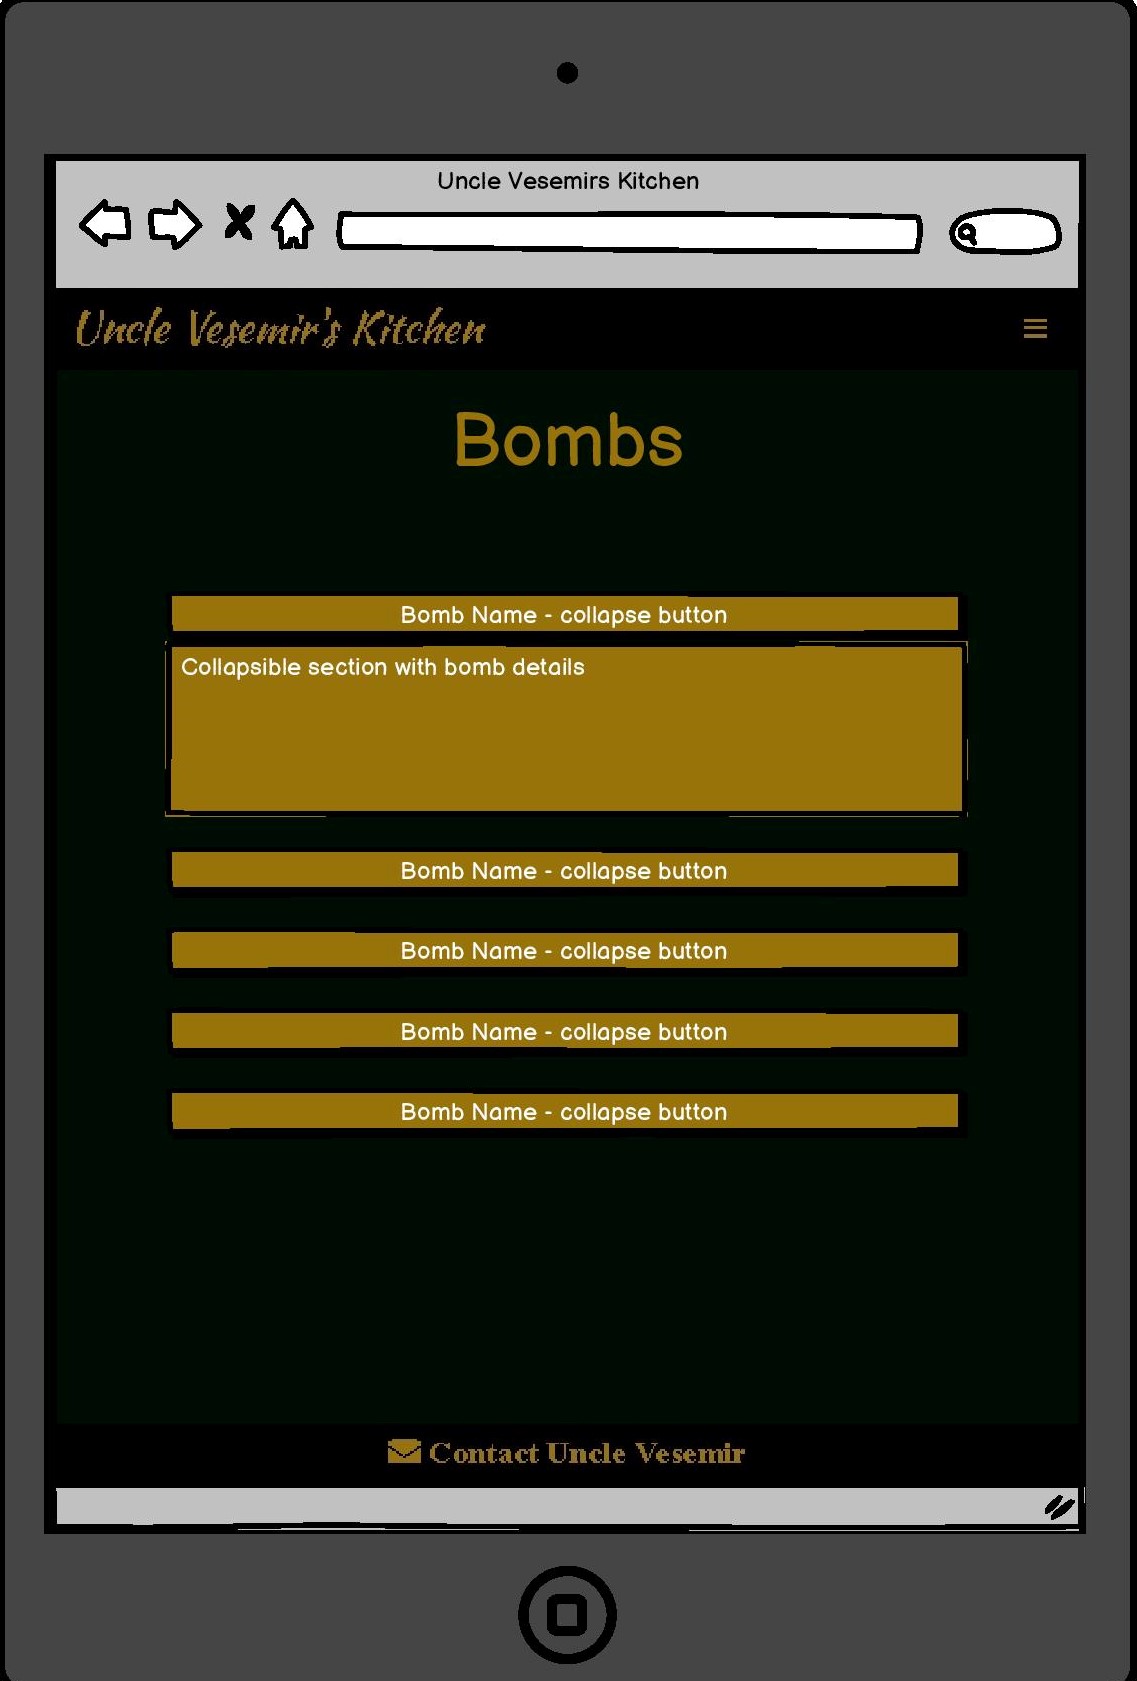 Uncle Vesemirs Kitchen
Uncle Vesemir's Kitchen
Bombs
Bomb Name - collapse button
Collapsible section with bomb details
Bomb Name - collapse button
Bomb Name - collapse button
Bomb Name - collapse button
Bomb Name - collapse button
Contact Uncle Vesemir